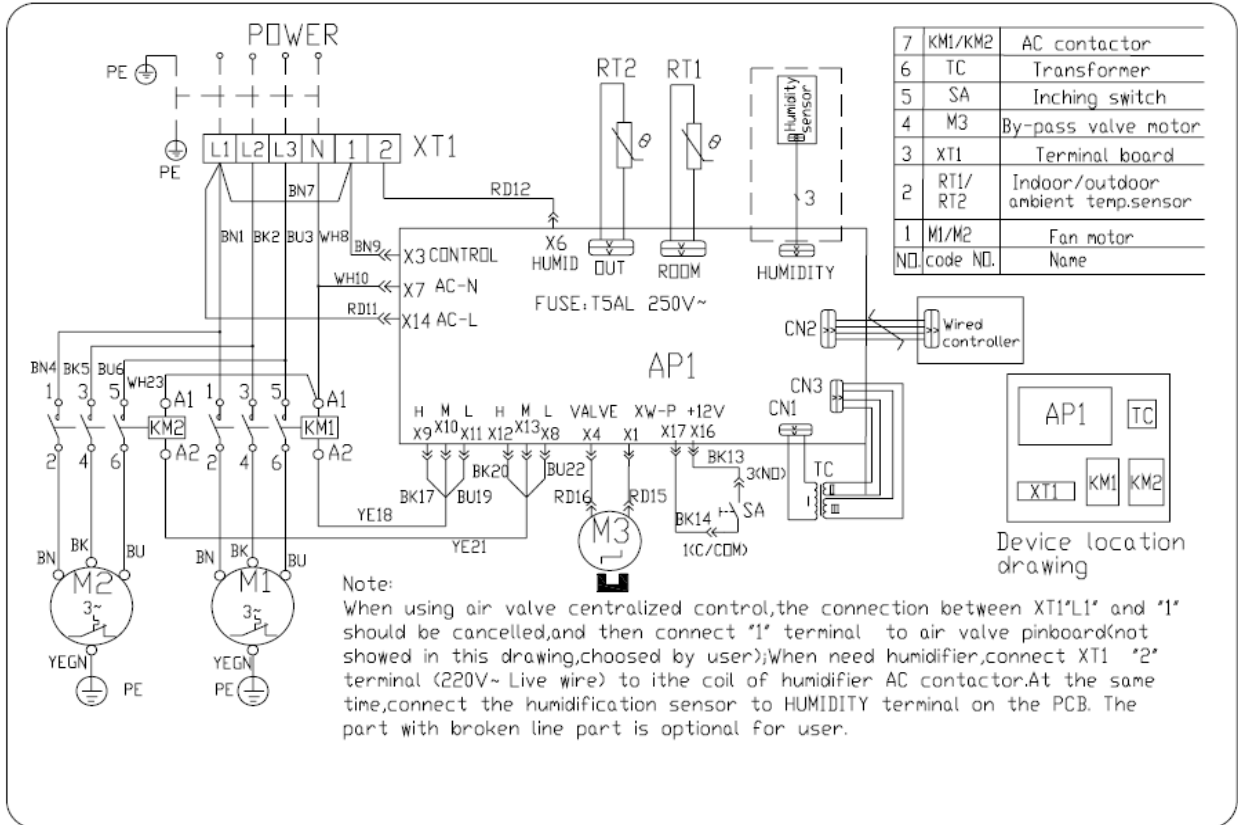 POWER
PE
PE
L1 L2 L3 N 1 2 XT1
BN7
RD12
BN1 BK2 BU3 WH8
BN9
X3 CONTROL
WH10
X7 AC-N
RD11
X14 AC-L
X6
HUMID
RT2 RT1
θ θ
OUT ROOM
Humidity
sensor
3
HUMIDITY
FUSE:T5AL 250V~
AP1
7 KM1/KM2 AC contactor
6 TC Transformer
5 SA Inching switch
4 M3 By-pass valve motor
3 XT1 Terminal board
2 RT1/ RT2 Indoor/outdoor
ambient temp.sensor
1 M1/M2 Fan motor
NO. code NO. Name
CN2
Wired
controller
CN3
CN1
TC
I II III
H M L H M L VALVE XW-P +12V
X9 X10 X11 X12 X13 X8 X4 X1 X17 X16
BK13
3(NO)
SA
BK14
1(C/COM)
BK17 BU19
BK20 BU22
YE18
YE21
RD16 RD15
M3
BN4 BK5 BU6 WH23
1 3 5 A1 1 3 5 A1
KM2 KM1
2 4 6 A2 2 4 6 A2
BN BK BU BN BK BU
M2 M1
3~ 3~
YEGN YEGN
PE PE
AP1 TC
XT1 KM1 KM2
Device location
drawing
Note:
When using air valve centralized control,the connection between XT1"L1" and "1"
should be cancelled,and then connect "1" terminal to air valve pinboard(not
showed in this drawing,choosed by user);When need humidifier,connect XT1 "2"
terminal (220V~ Live wire) to ithe coil of humidifier AC contactor.At the same
time,connect the humidification sensor to HUMIDITY terminal on the PCB. The
part with broken line part is optional for user.